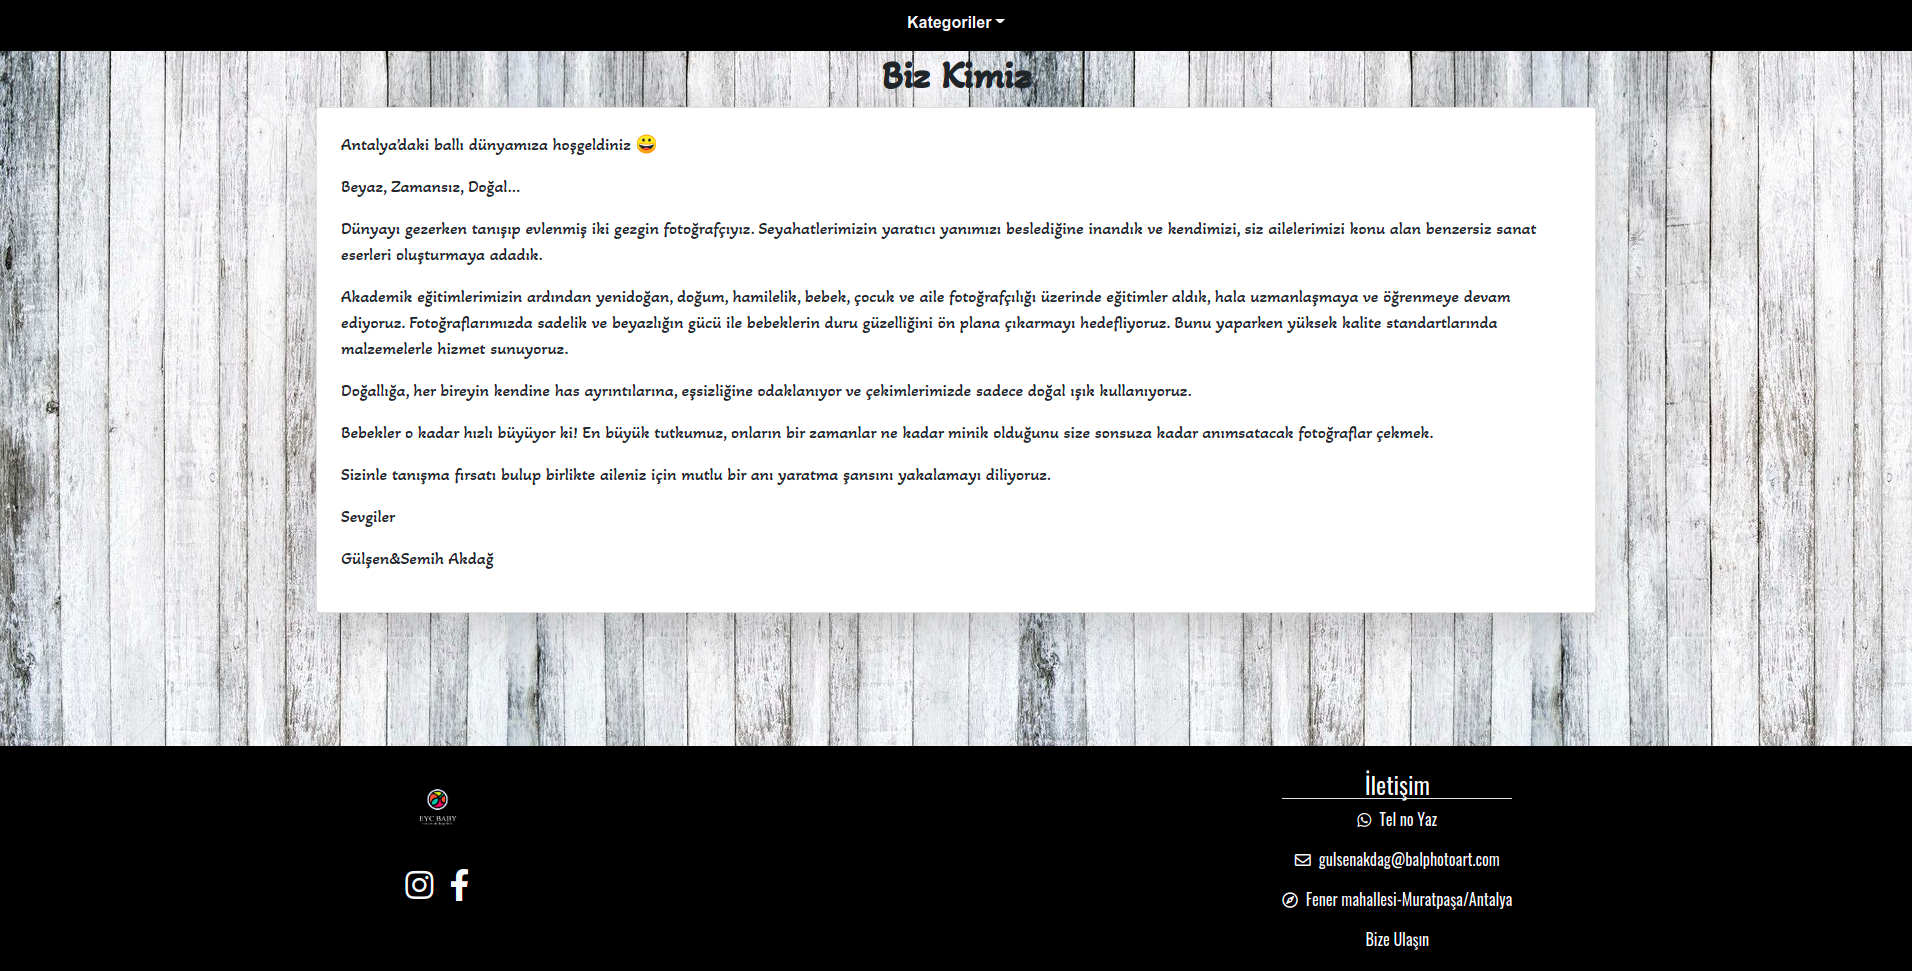 Kategoriler
Biz Kimiz
Antalya'daki ballı dünyamıza hoşgeldiniz 😀
Beyaz, Zamansız, Doğal...
Dünyayı gezerken tanışıp evlenmiş iki gezgin fotoğrafçıyız. Seyahatlerimizin yaratıcı yanımızı beslediğine inandık ve kendimizi, siz ailelerimizi konu alan benzersiz sanat
eserleri oluşturmaya adadık.
Akademik eğitimlerimizin ardından yenidoğan, doğum, hamilelik, bebek, çocuk ve aile fotoğrafçılığı üzerinde eğitimler aldık, hala uzmanlaşmaya ve öğrenmeye devam
ediyoruz. Fotoğraflarımızda sadelik ve beyazlığın gücü ile bebeklerin duru güzelliğini ön plana çıkarmayı hedefliyoruz. Bunu yaparken yüksek kalite standartlarında
malzemelerle hizmet sunuyoruz.
Doğallığa, her bireyin kendine has ayrıntılarına, eşsizliğine odaklanıyor ve çekimlerimizde sadece doğal ışık kullanıyoruz.
Bebekler o kadar hızlı büyüyor ki! En büyük tutkumuz, onların bir zamanlar ne kadar minik olduğunu size sonsuza kadar anımsatacak fotoğraflar çekmek.
Sizinle tanışma fırsatı bulup birlikte aileniz için mutlu bir anı yaratma şansını yakalamayı diliyoruz.
Sevgiler
Gülşen&Semih Akdağ
EYC BABY
İletişim
Tel no Yaz
gulsenakdag@balphotoart.com
Fener mahallesi-Muratpaşa/Antalya
Bize Ulaşın